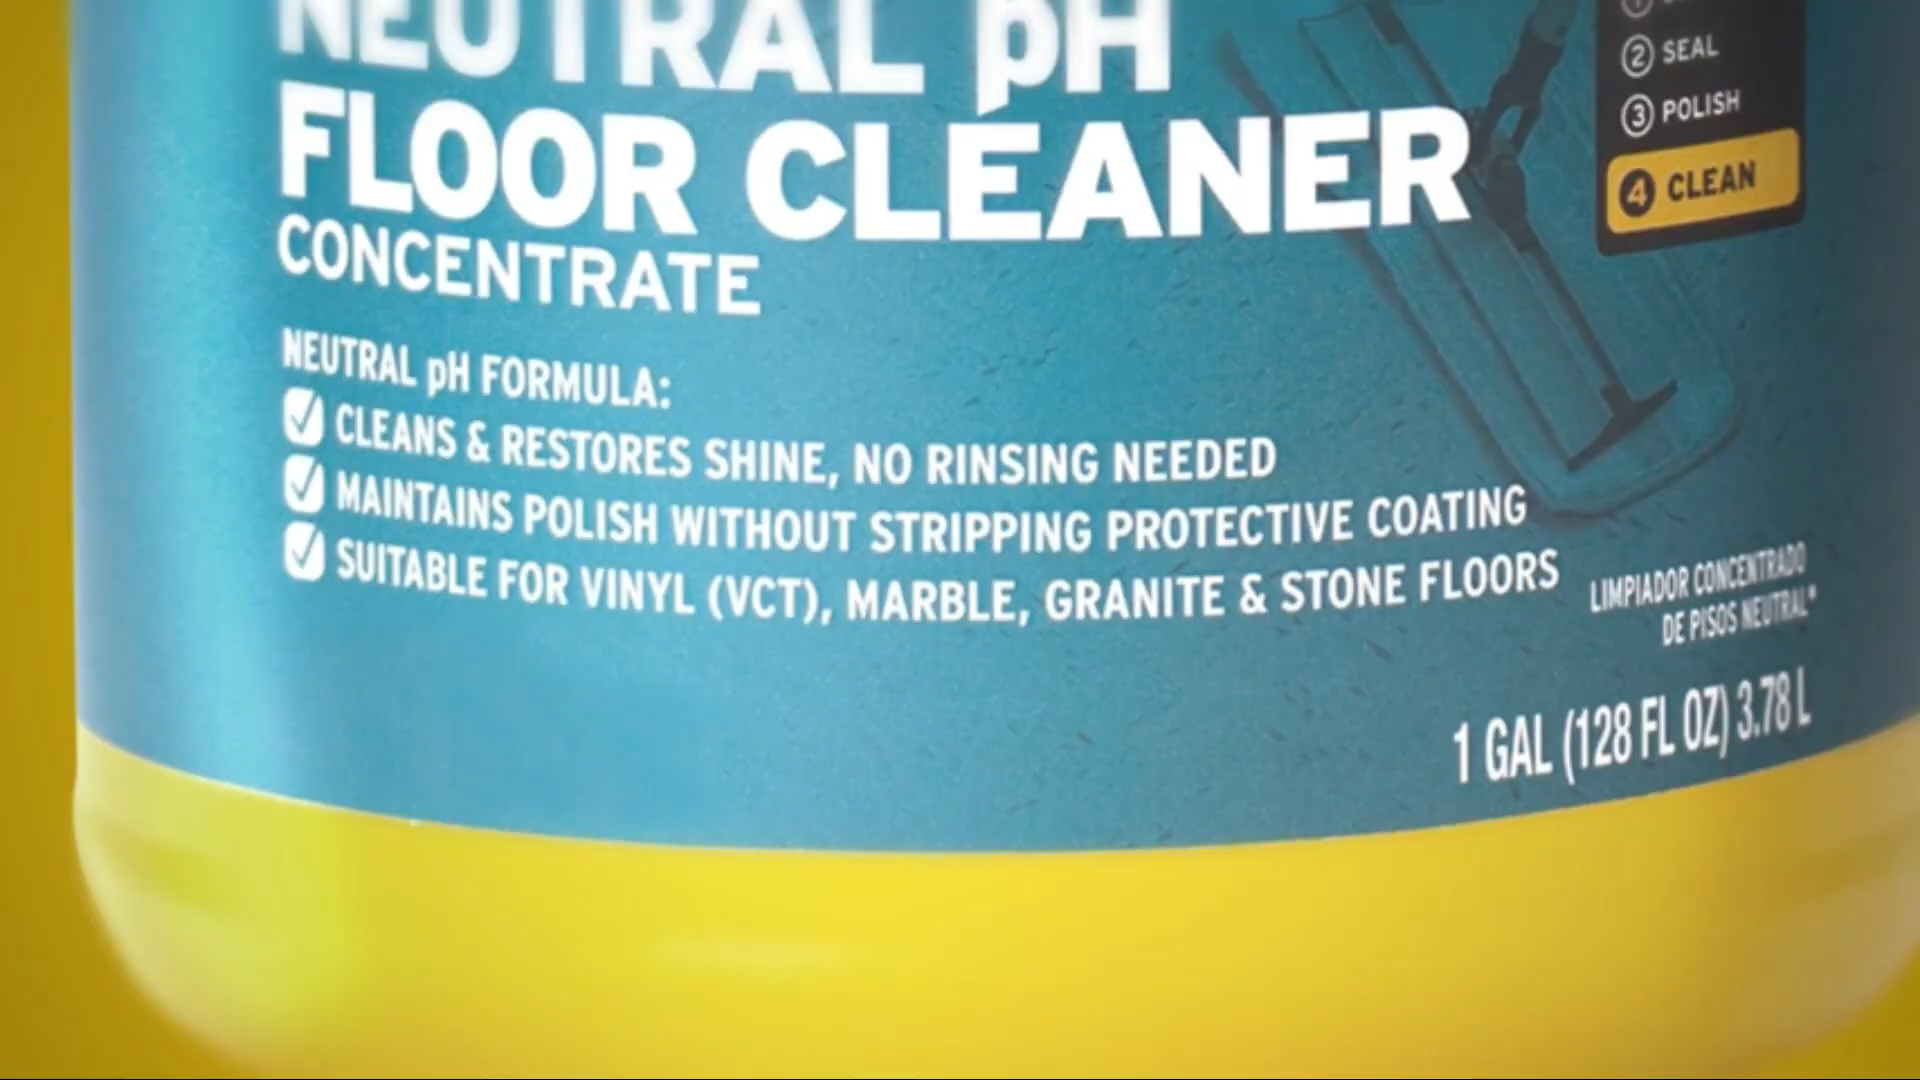 NEUTRAL pH
FLOOR CLEANER
CONCENTRATE
NEUTRAL pH FORMULA:
CLEANS & RESTORES SHINE, NO RINSING NEEDED
MAINTAINS POLISH WITHOUT STRIPPING PROTECTIVE COATING
SUITABLE FOR VINYL (VCT), MARBLE, GRANITE & STONE FLOORS
2 SEAL
3 POLISH
4 CLEAN
LIMPIADOR CONCENTRADO
DE PISOS NEUTRAL*
1 GAL (128 FL OZ) 3.78 L